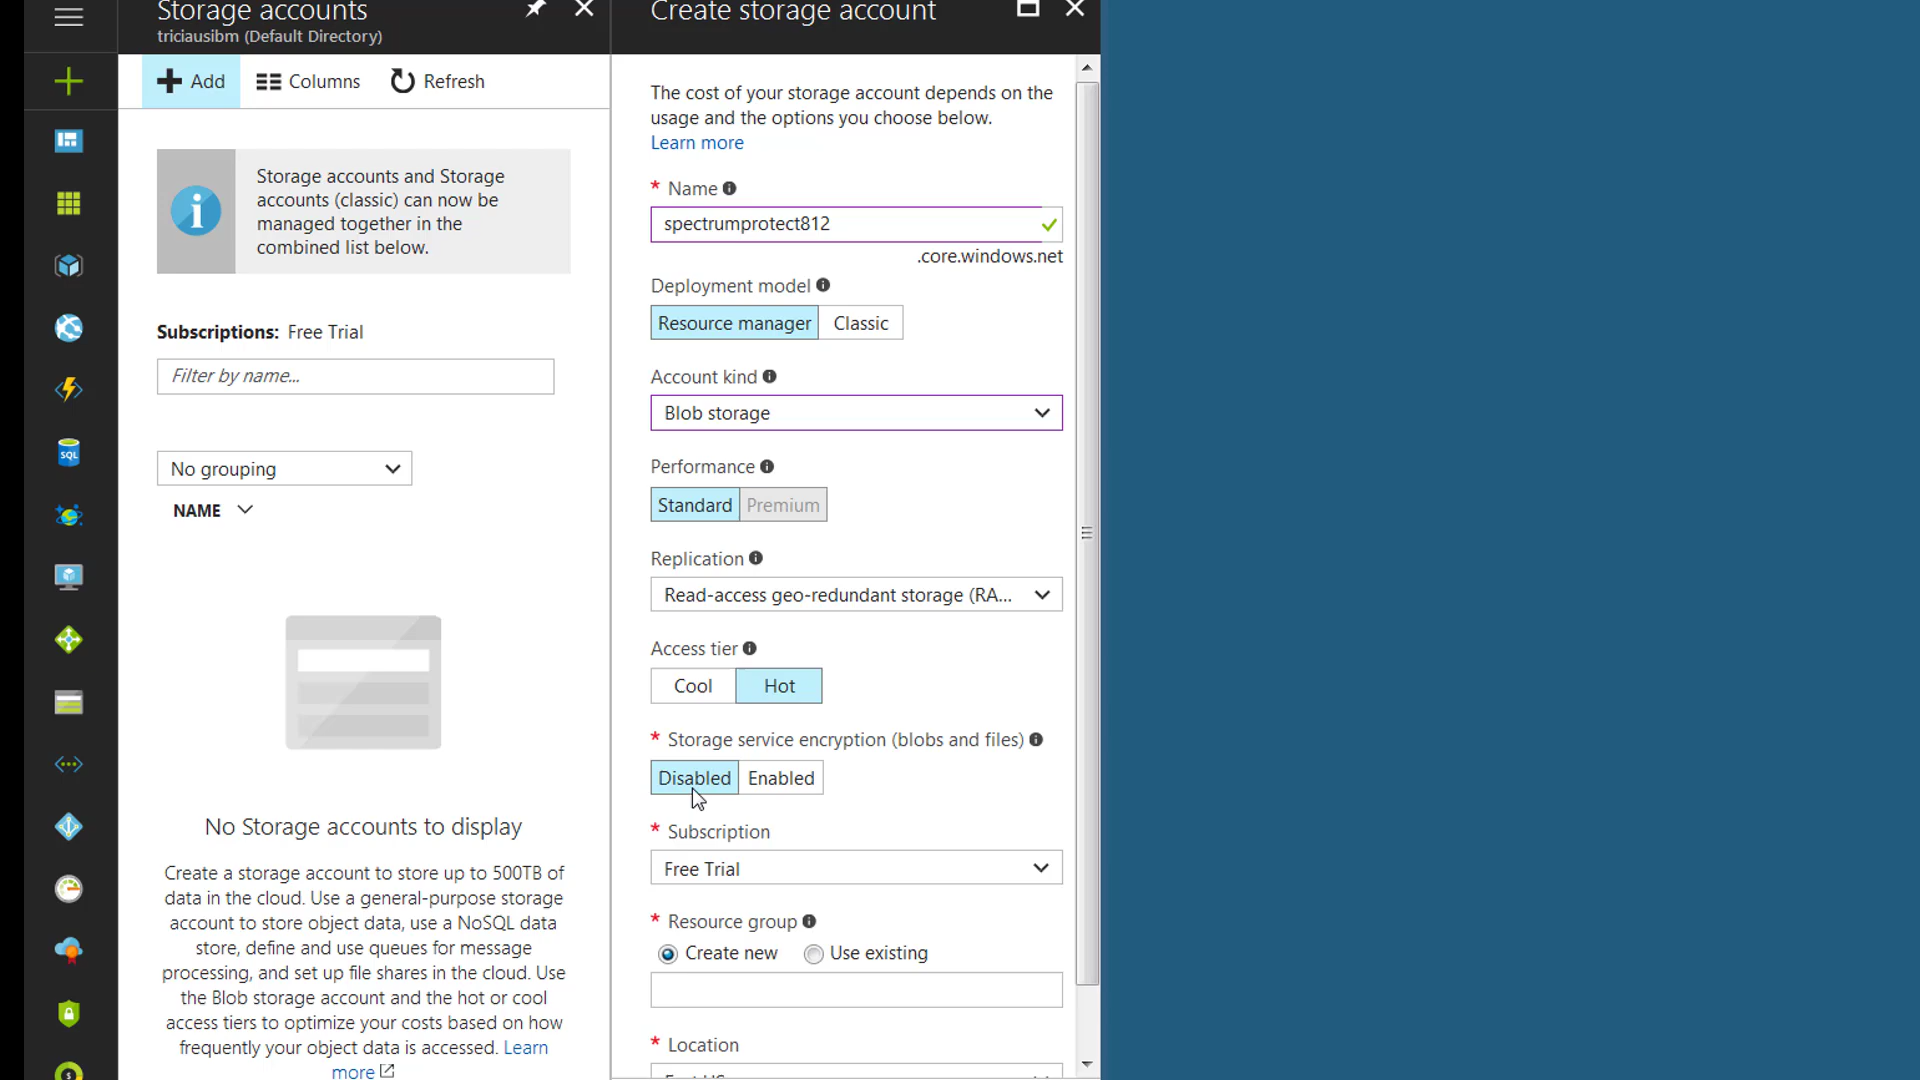 Storage accounts
triciausibm (Default Directory)
Add
Columns
Refresh
Storage accounts and Storage
accounts (classic) can now be
managed together in the
combined list below.
Subscriptions: Free Trial
Filter by name...
No grouping
NAME
No Storage accounts to display
Create a storage account to store up to 500TB of
data in the cloud. Use a general-purpose storage
account to store object data, use a NoSQL data
store, define and use queues for message
processing, and set up file shares in the cloud. Use
the Blob storage account and the hot or cool
access tiers to optimize your costs based on how
frequently your object data is accessed. Learn
more
SQL
Create storage account
The cost of your storage account depends on the
usage and the options you choose below.
Learn more
* Name
spectrumprotect812
.core.windows.net
Deployment model
Resource manager
Classic
Account kind
Blob storage
Performance
Standard
Premium
Replication
Read-access geo-redundant storage (RA...
Access tier
Cool
Hot
* Storage service encryption (blobs and files)
Disabled
Enabled
* Subscription
Free Trial
* Resource group
Create new
Use existing
* Location